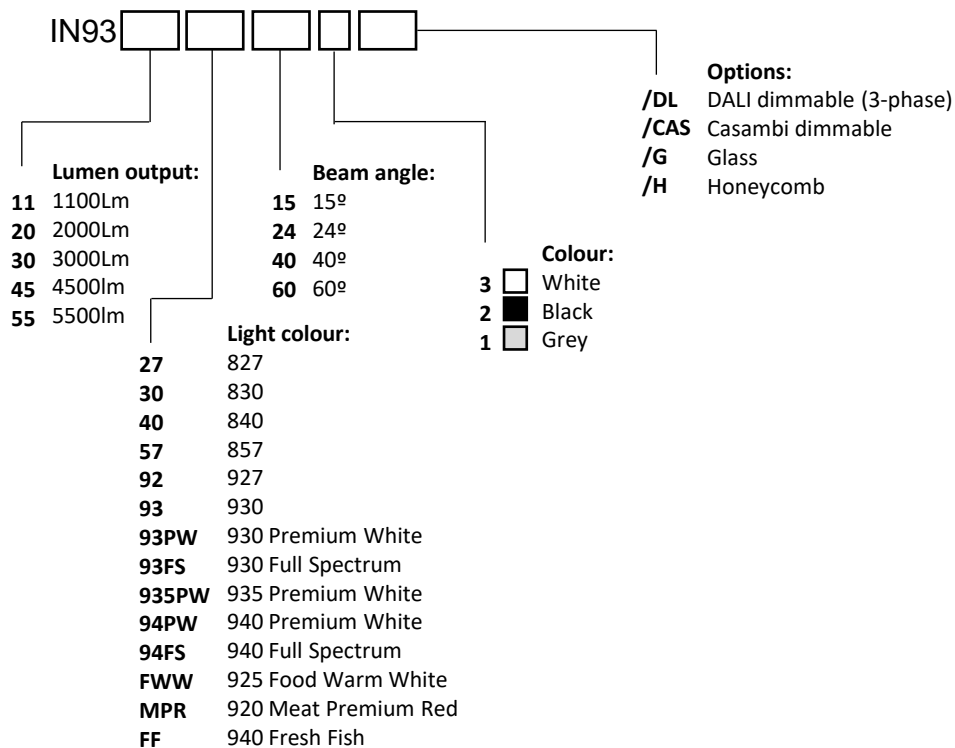 IN93
Options:
/DL DALI dimmable (3-phase)
/CAS Casambi dimmable
/G Glass
/H Honeycomb
Lumen output:
11 1100Lm
20 2000Lm
30 3000Lm
45 4500lm
55 5500lm
Beam angle:
15 15º
24 24º
40 40º
60 60º
Colour:
3 White
2 Black
1 Grey
Light colour:
27 827
30 830
40 840
57 857
92 927
93 930
93PW 930 Premium White
93FS 930 Full Spectrum
935PW 935 Premium White
94PW 940 Premium White
94FS 940 Full Spectrum
FWW 925 Food Warm White
MPR 920 Meat Premium Red
FF 940 Fresh Fish